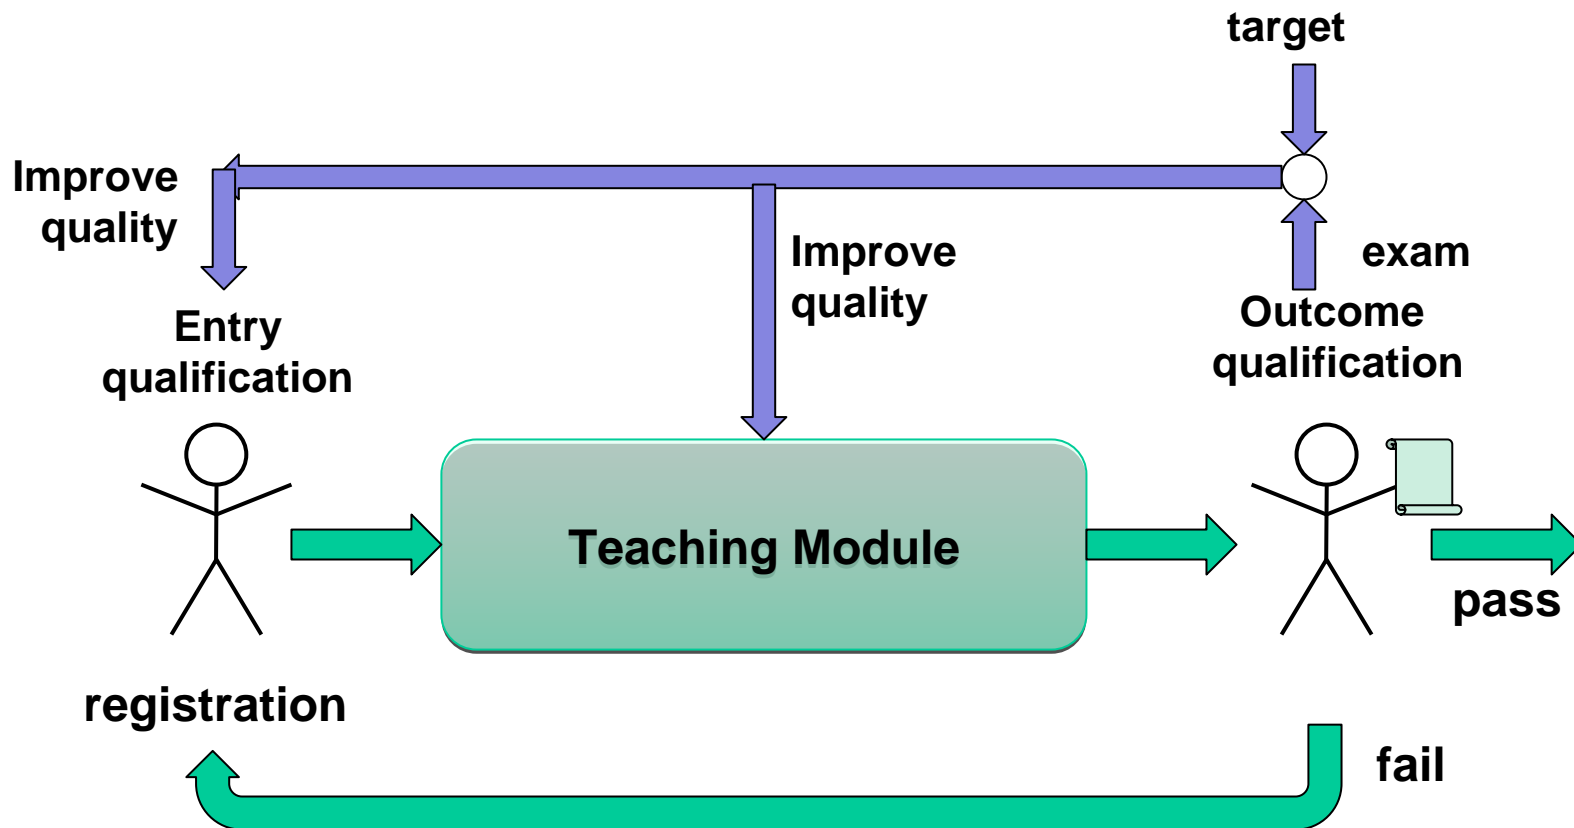 target
Improve
quality
Improve
quality
exam
Entry
qualification
Outcome
qualification
Teaching Module
pass
registration
fail